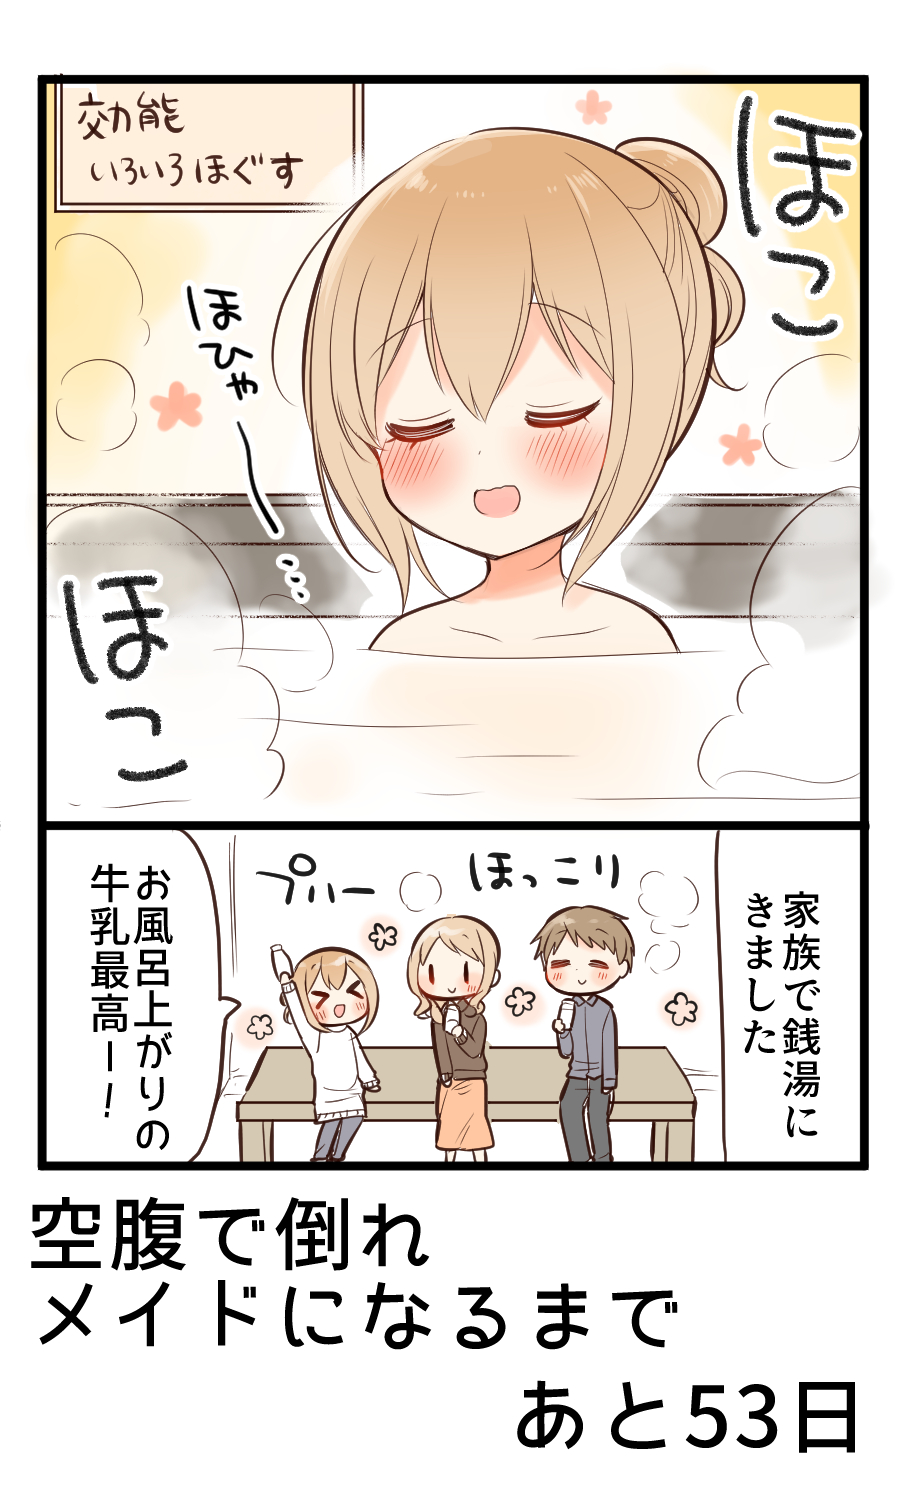 効能
いろいろほぐす
ほこ
ほひゃー…
ほこ
家族で銭湯に
きました
ほっこり
プハー
お風呂上がりの
牛乳最高ー！
空腹で倒れ
メイドになるまで
あと53日